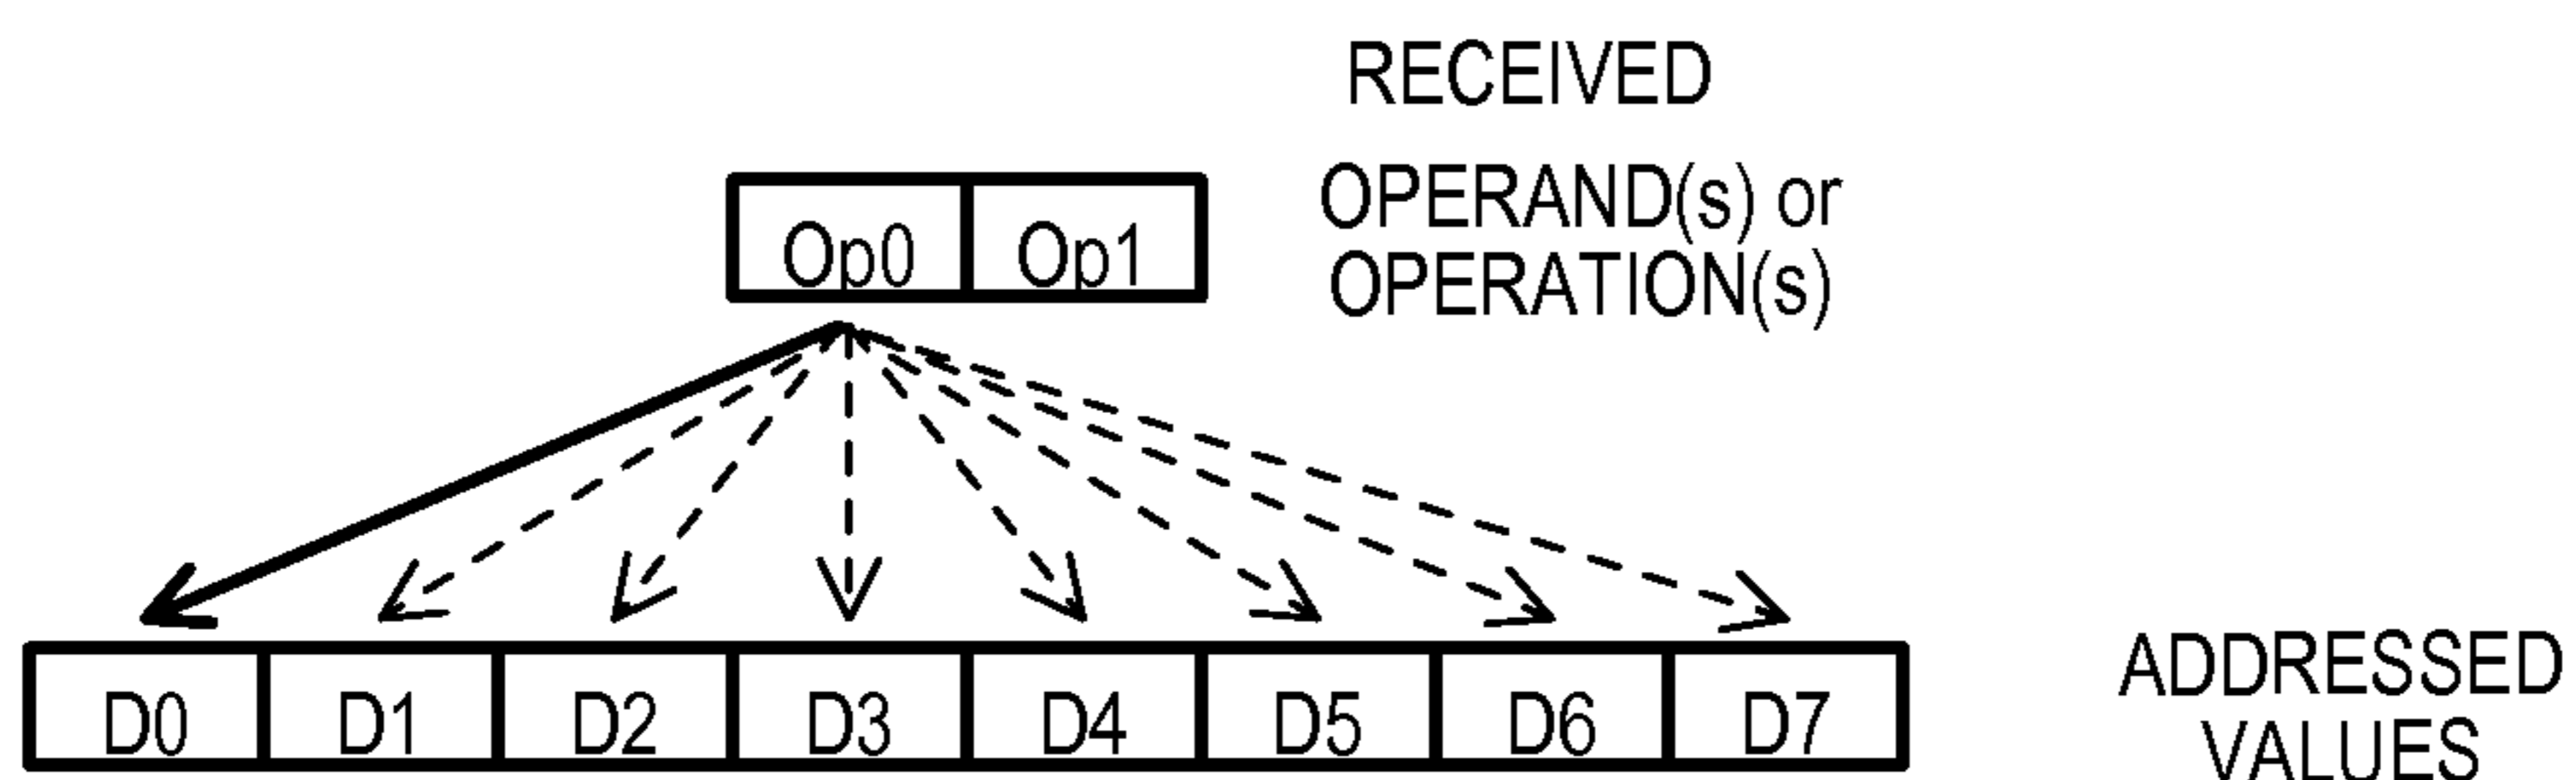 RECEIVED
OPERAND(s) or
OPERATION(s)
Op0 Op1
D0 D1 D2 D3 D4 D5 D6 D7
ADDRESSED
VALUES